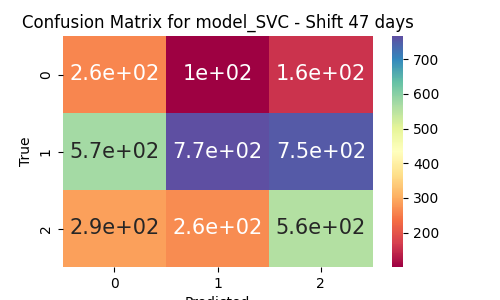 Confusion Matrix for model_SVC - Shift 47 days
True
0 2.6e+02 1e+02 1.6e+02
1 5.7e+02 7.7e+02 7.5e+02
2 2.9e+02 2.6e+02 5.6e+02
0 1 2
Predicted
700
600
500
400
300
200